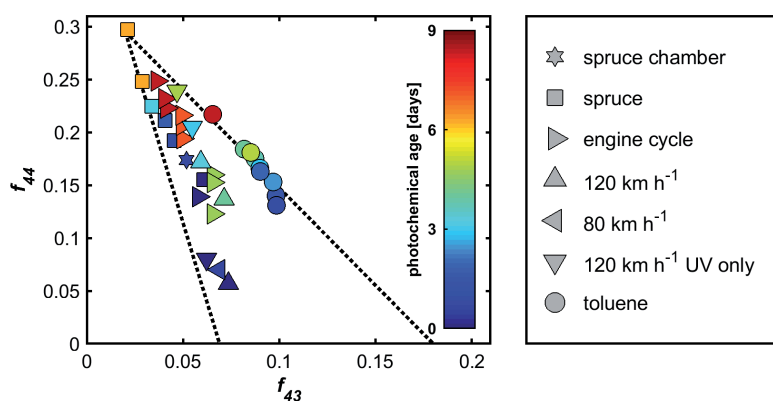 0.3
0.25
0.2
0.15
0.1
0.05
0
f44
0
0.05
0.1
0.15
0.2
f43
photochemical age [days]
9
6
3
0
spruce chamber
spruce
engine cycle
120 km h-1
80 km h-1
120 km h-1 UV only
toluene